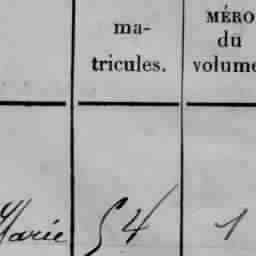 ma-
tricules.
MÉRO
du
volume
Marie 54 1